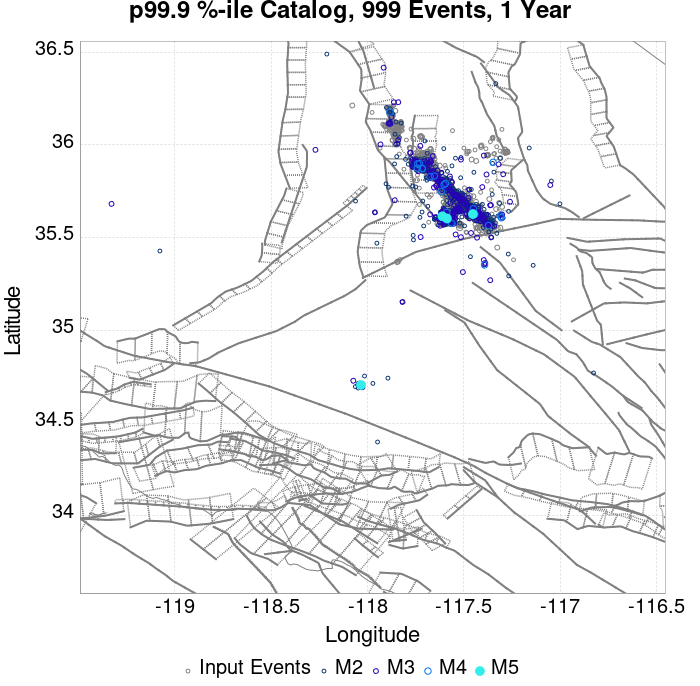 p99.9 %-ile Catalog, 999 Events, 1 Year
36.5
36
35.5
35
34.5
34
Latitude
-119
-118.5
-118
-117.5
-117
-116.5
Longitude
Input Events
M2
M3
M4
M5